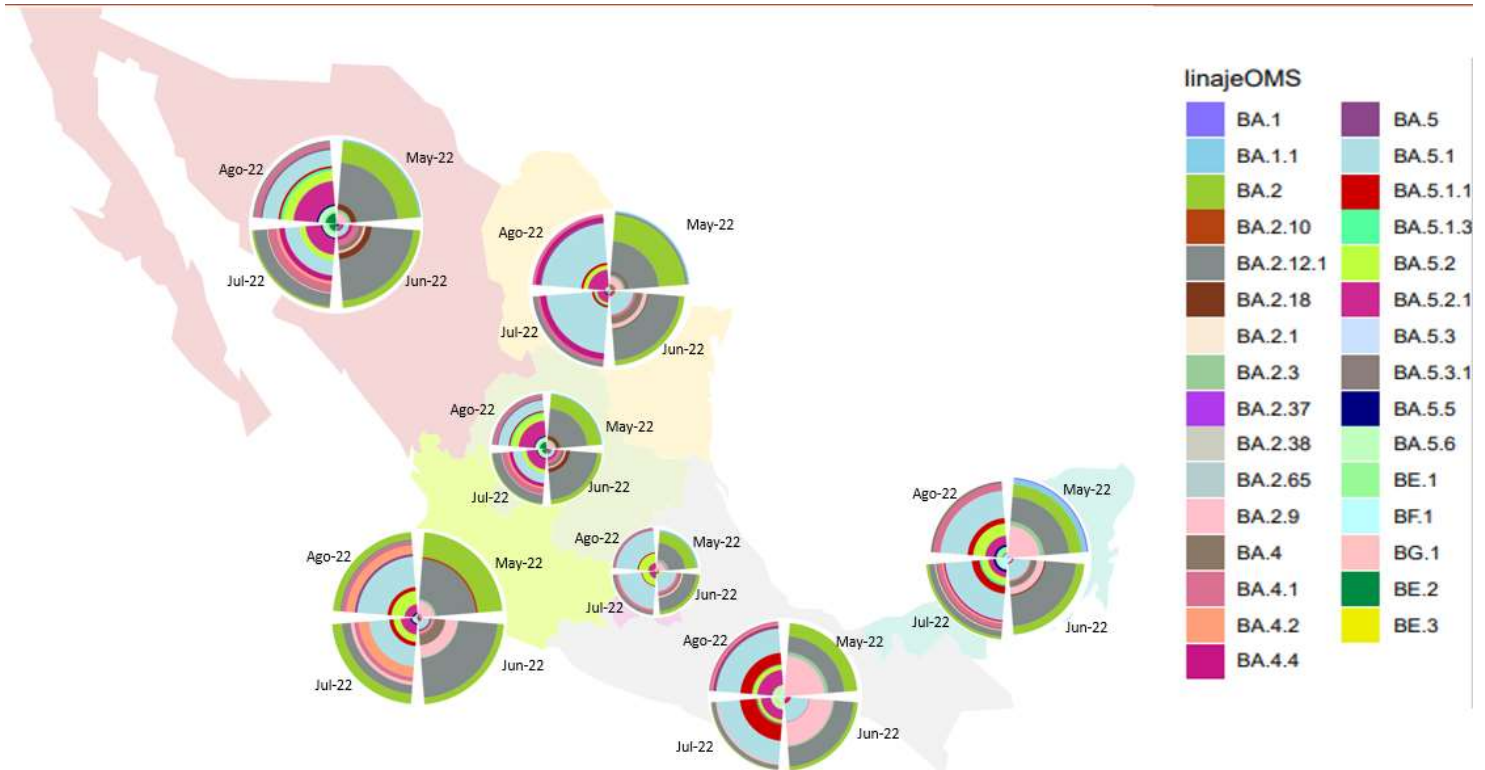 Ago-22
May-22
Jul-22
Jun-22
Ago-22
May-22
Jul-22
Jun-22
Ago-22
May-22
Jul-22
Jun-22
Ago-22
May-22
Jul-22
Jun-22
Ago-22
May-22
Jul-22
Jun-22
Ago-22
May-22
Jul-22
Jun-22
Ago-22
May-22
Jul-22
Jun-22
linajeOMS
BA.1
BA.1.1
BA.2
BA.2.10
BA.2.12.1
BA.2.18
BA.2.1
BA.2.3
BA.2.37
BA.2.38
BA.2.65
BA.2.9
BA.4
BA.4.1
BA.4.2
BA.4.4
BA.5
BA.5.1
BA.5.1.1
BA.5.1.3
BA.5.2
BA.5.2.1
BA.5.3
BA.5.3.1
BA.5.5
BA.5.6
BE.1
BF.1
BG.1
BE.2
BE.3